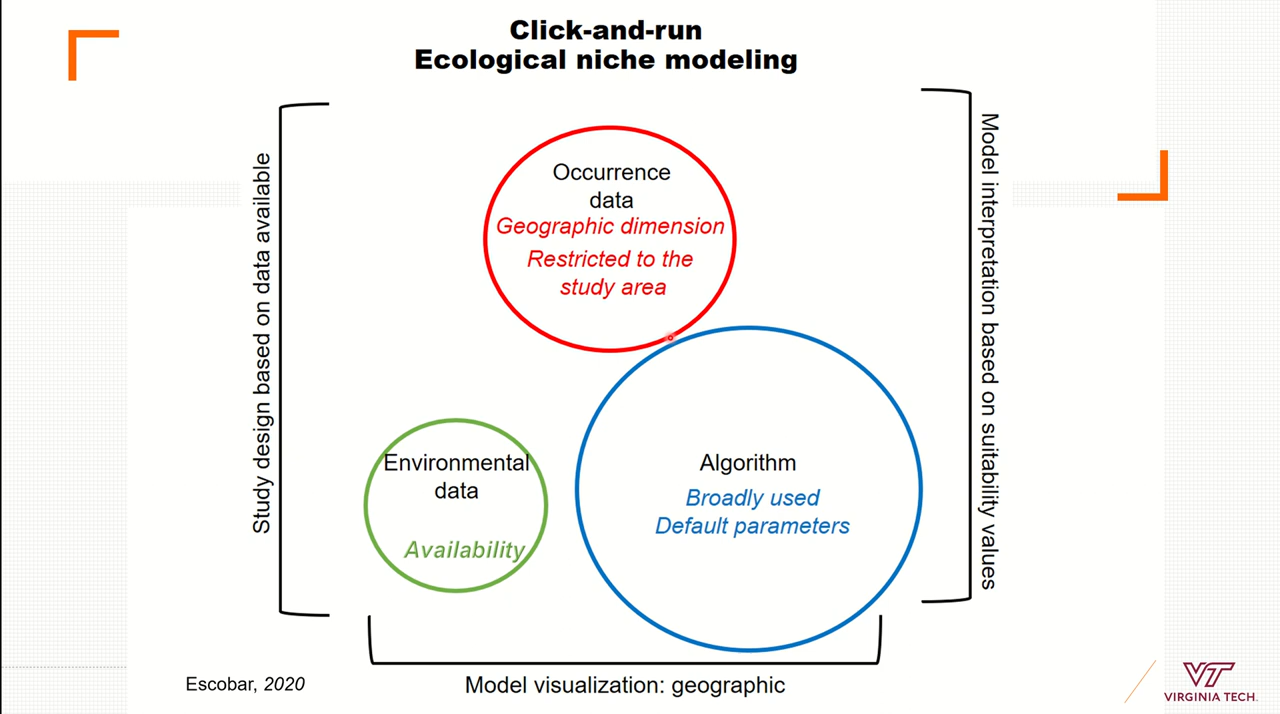 Click-and-run
Ecological niche modeling
Study design based on data available
Occurrence
data
Geographic dimension
Restricted to the
study area
Environmental
data
Availability
Algorithm
Broadly used
Default parameters
Model interpretation based on suitability values
Model visualization: geographic
Escobar, 2020
VT
VIRGINIA TECH.